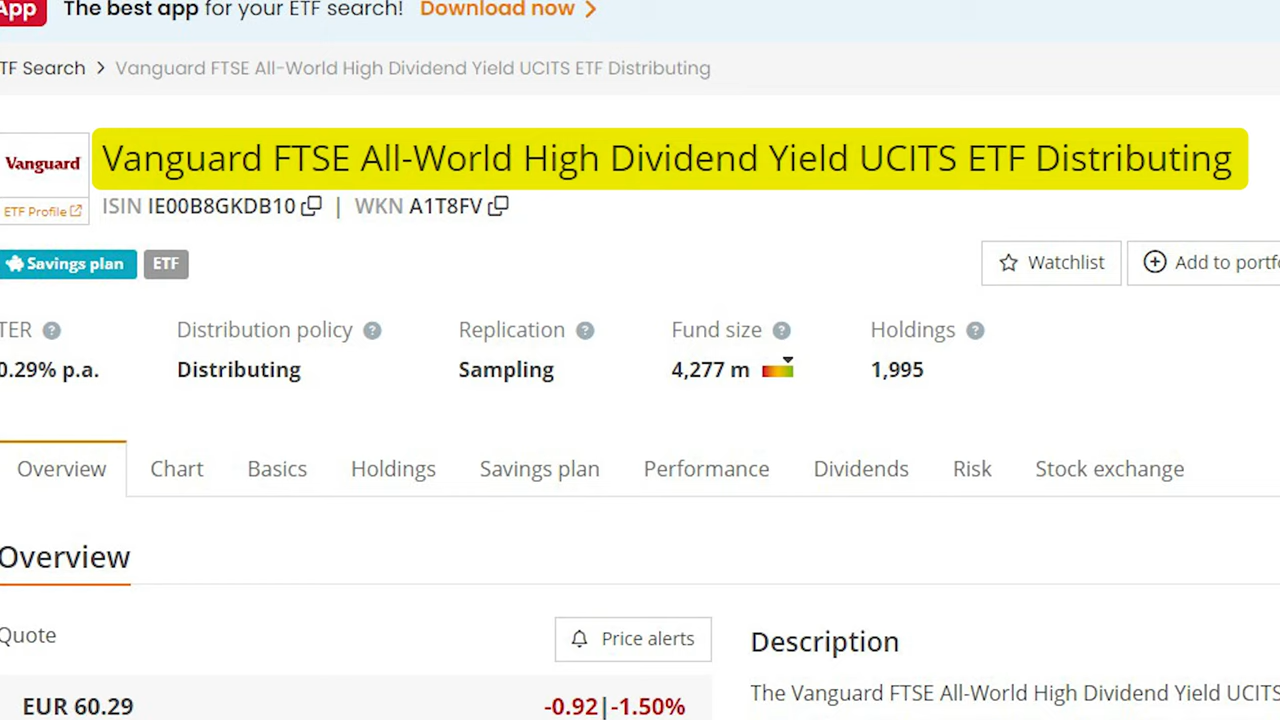 App The best app for your ETF search! Download now
TF Search Vanguard FTSE All-World High Dividend Yield UCITS ETF Distributing
Vanguard
Vanguard FTSE All-World High Dividend Yield UCITS ETF Distributing
ETF Profile
ISIN IE00B8GKDB10 | WKN A1T8FV
Savings plan ETF
Watchlist Add to portfo
TER Distribution policy Replication Fund size Holdings
0.29% p.a. Distributing Sampling 4,277 m 1,995
Overview Chart Basics Holdings Savings plan Performance Dividends Risk Stock exchange
Overview
Quote Price alerts Description
The Vanguard FTSE All-World High Dividend Yield UCITS
EUR 60.29 -0.92|-1.50%